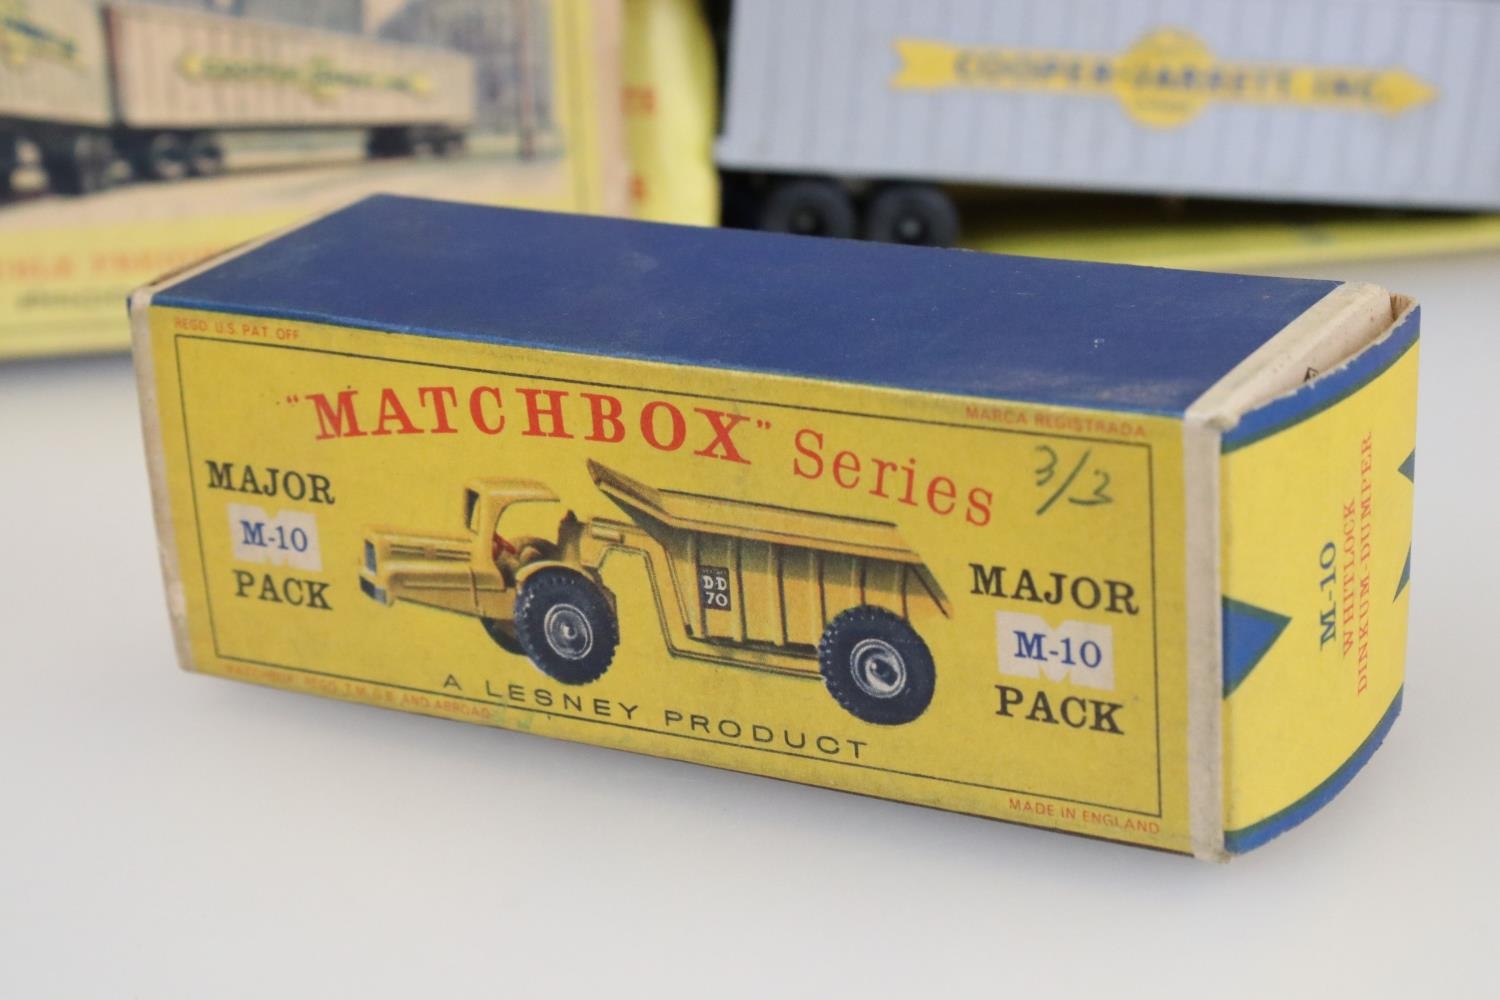 COOPER-JARRETT, INC.
REGD. U.S. PAT. OFF.
MARCA REGISTRADA
"MATCHBOX" Series
3/3
MAJOR
M-10
PACK
D-D
70
MAJOR
M-10
PACK
A LESNEY PRODUCT
MADE IN ENGLAND
M-10
WHITLOCK
DINKUM-DUMPER